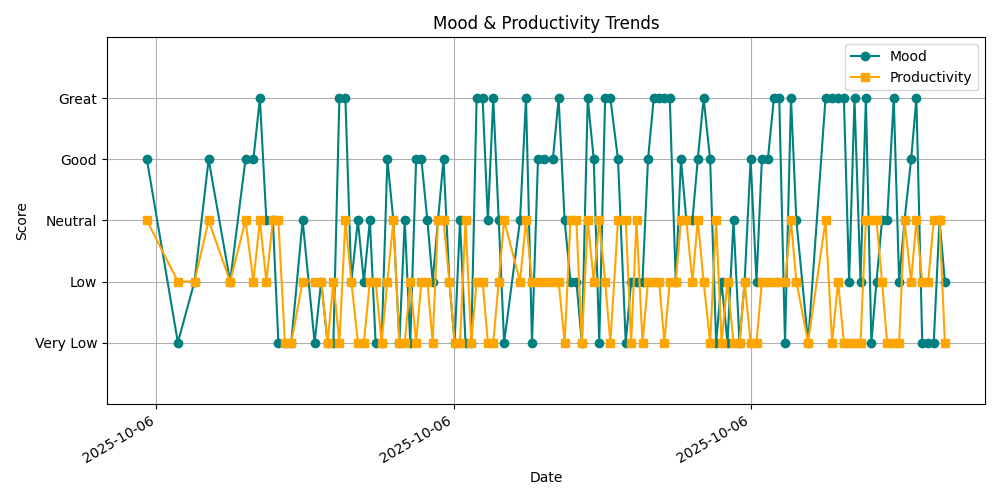 Mood & Productivity Trends
Mood
Productivity
Great
Good
Neutral
Low
Very Low
Score
2025-10-06
2025-10-06
2025-10-06
Date